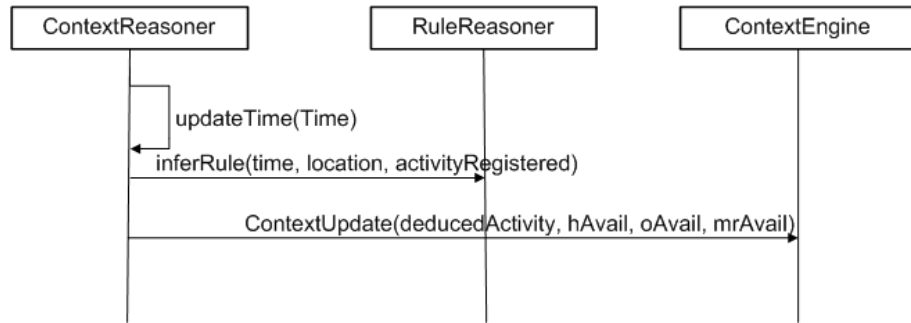 ContextReasoner
RuleReasoner
ContextEngine
updateTime(Time)
inferRule(time, location, activityRegistered)
ContextUpdate(deducedActivity, hAvail, oAvail, mrAvail)